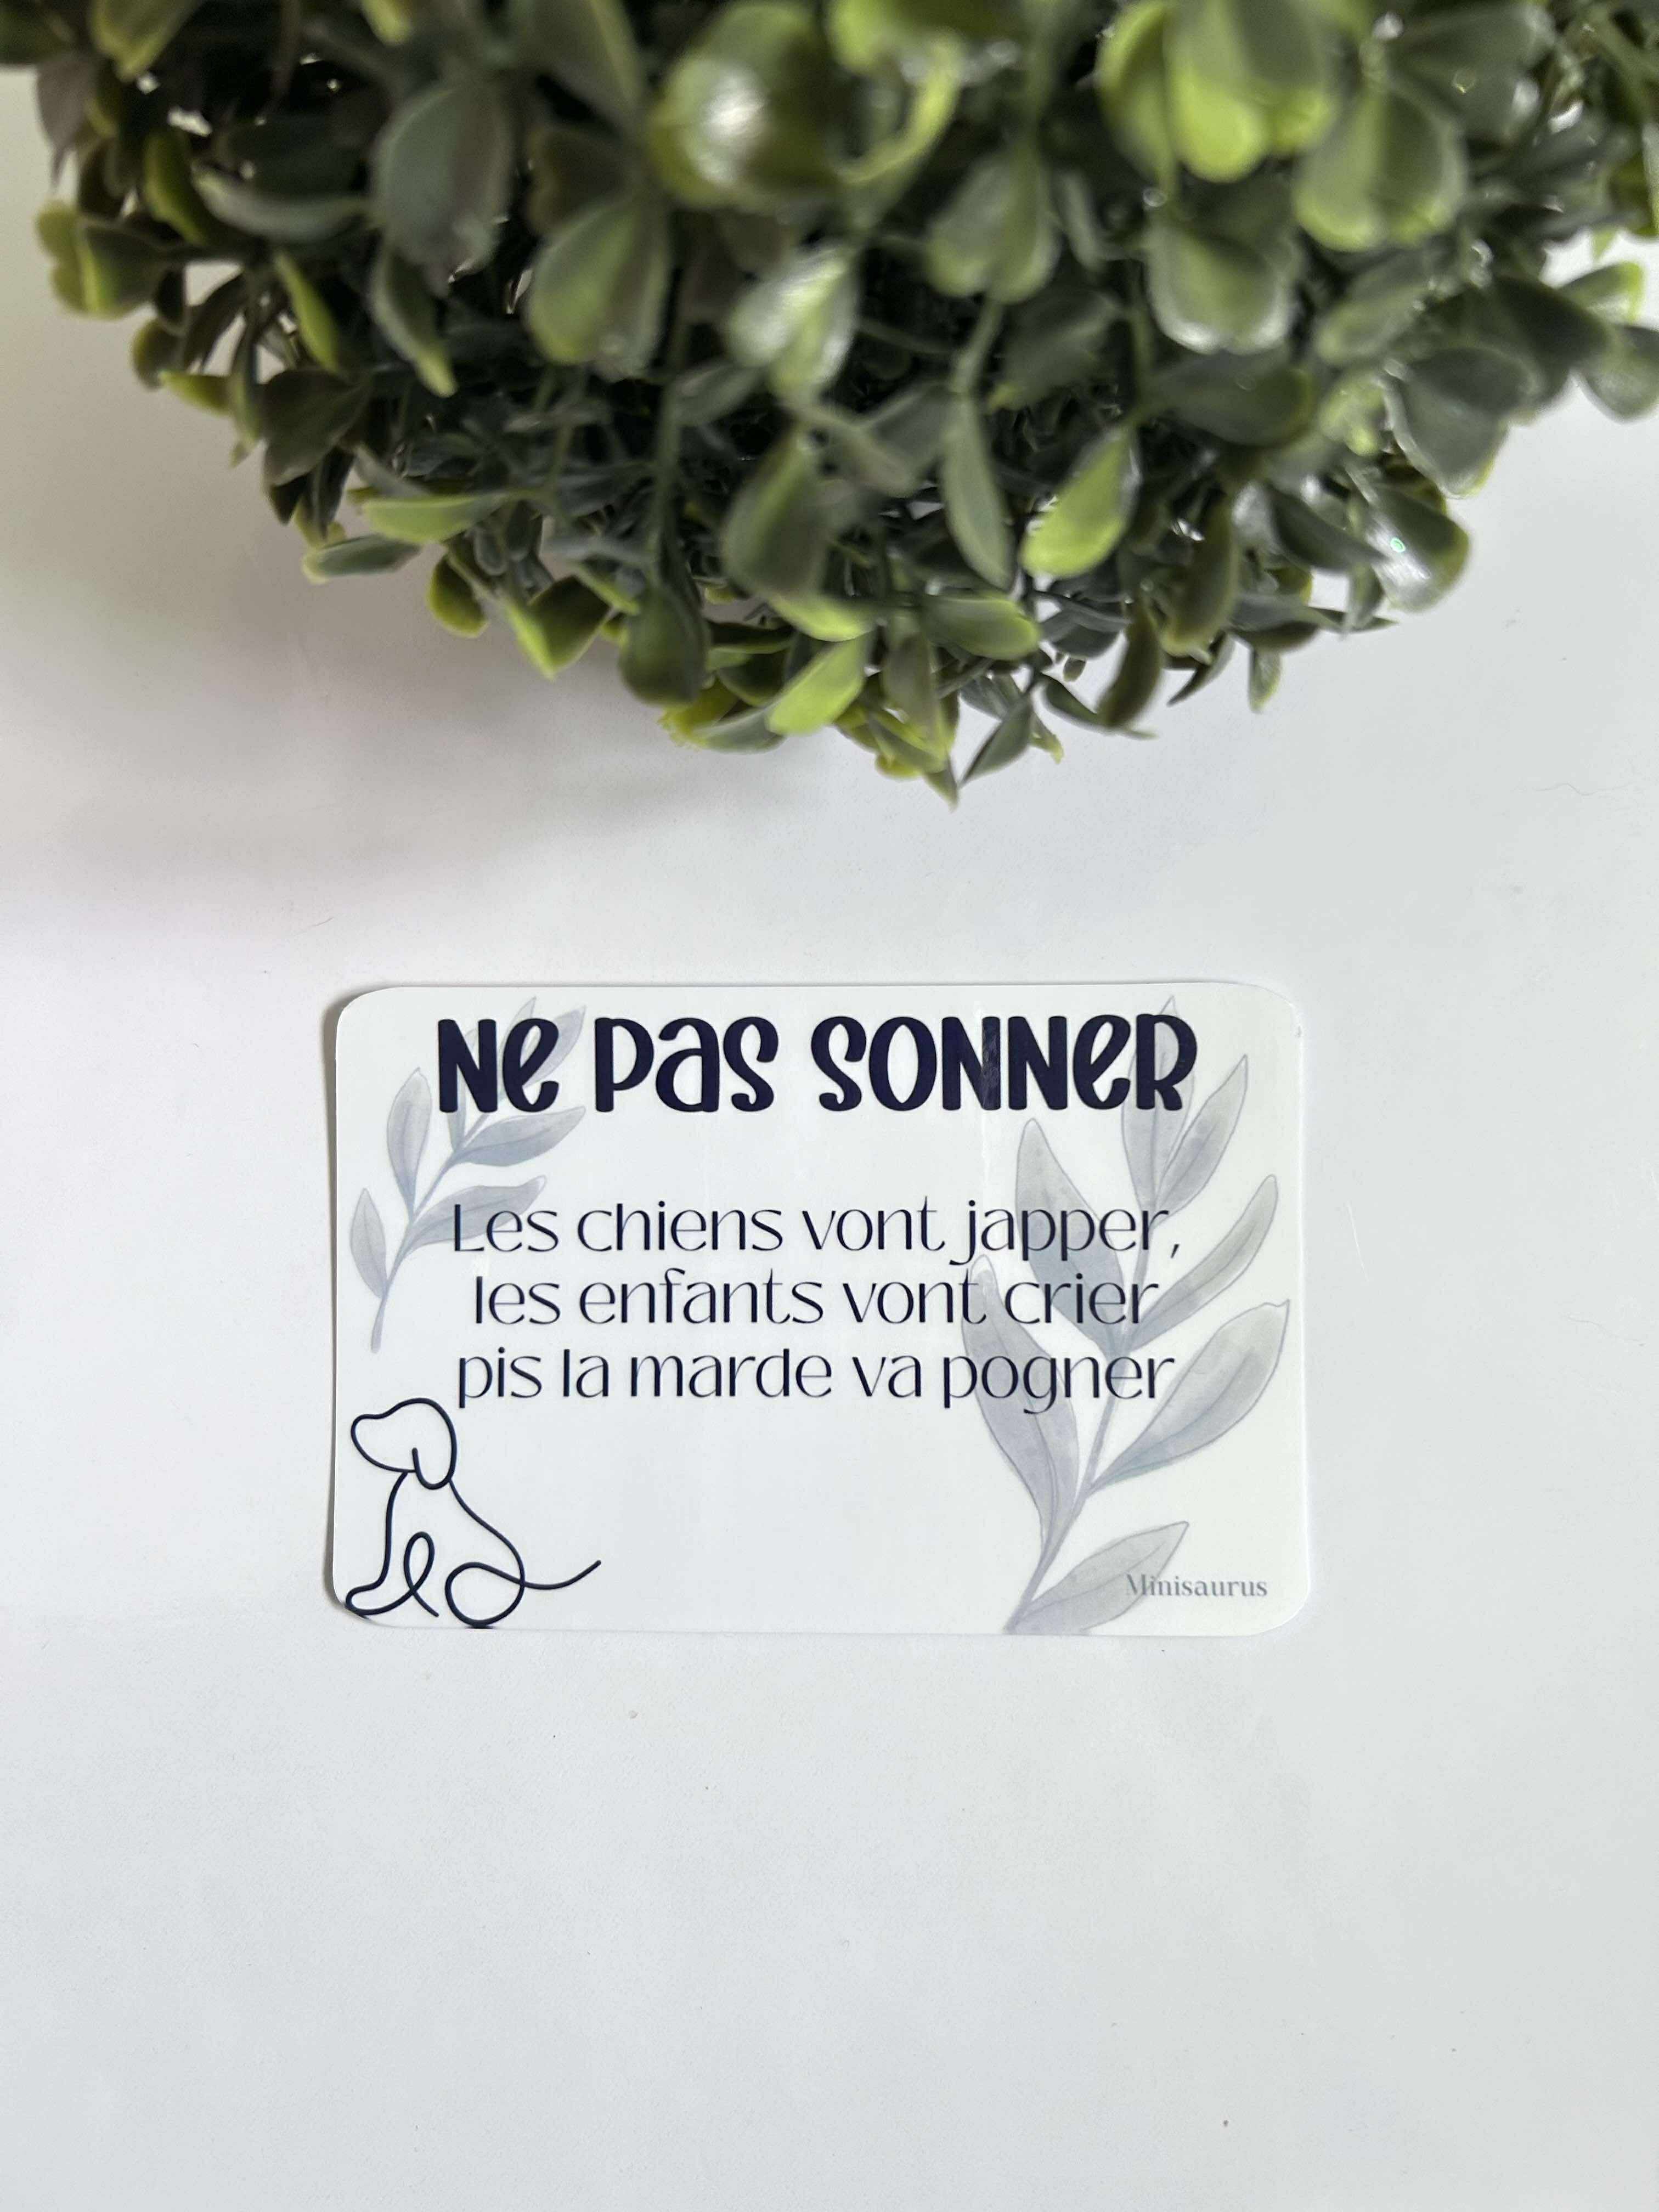 Ne pas sonner
Les chiens vont japper,
les enfants vont crier
pis la marde va pogner
Minisaurus